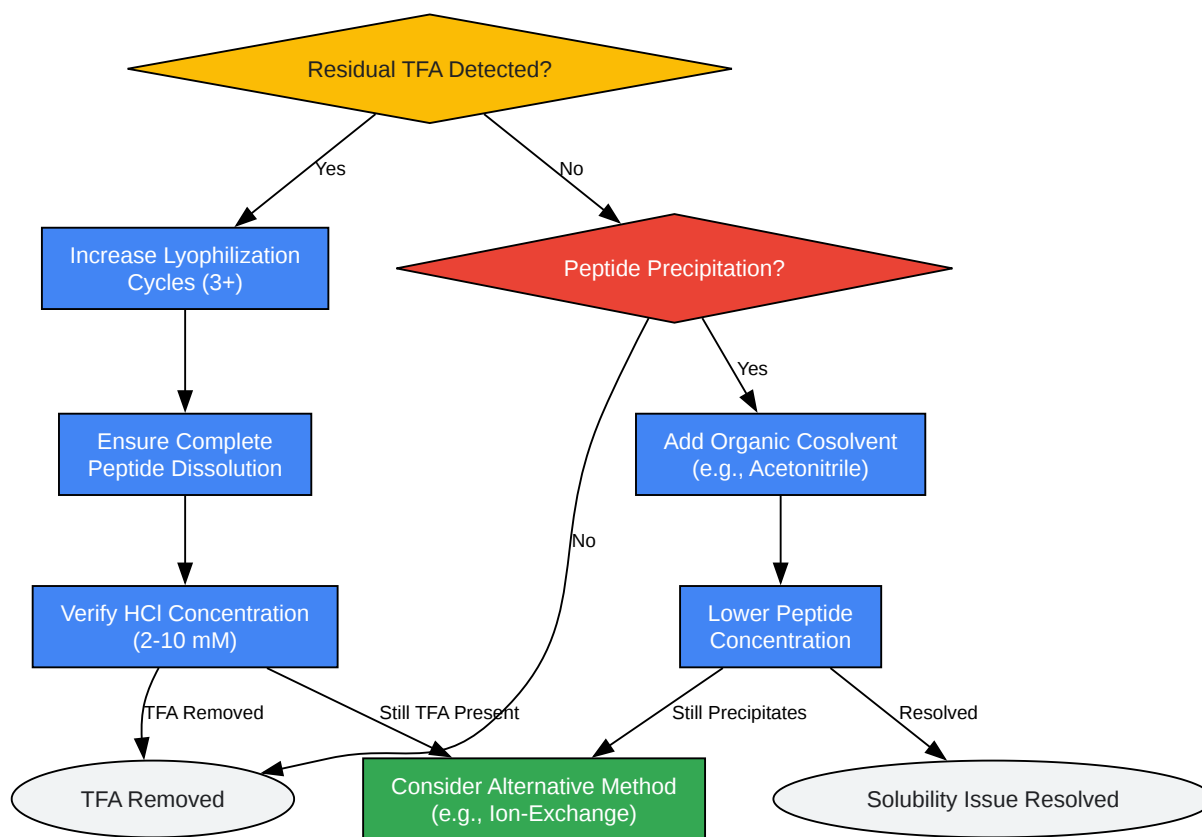 Residual TFA Detected?
Yes
No
Increase Lyophilization
Cycles (3+)
Peptide Precipitation?
Yes
Ensure Complete
Peptide Dissolution
Add Organic Cosolvent
(e.g., Acetonitrile)
No
Verify HCl Concentration
(2-10 mM)
Lower Peptide
Concentration
TFA Removed
Still TFA Present
Still Precipitates
Resolved
TFA Removed
Consider Alternative Method
(e.g., Ion-Exchange)
Solubility Issue Resolved